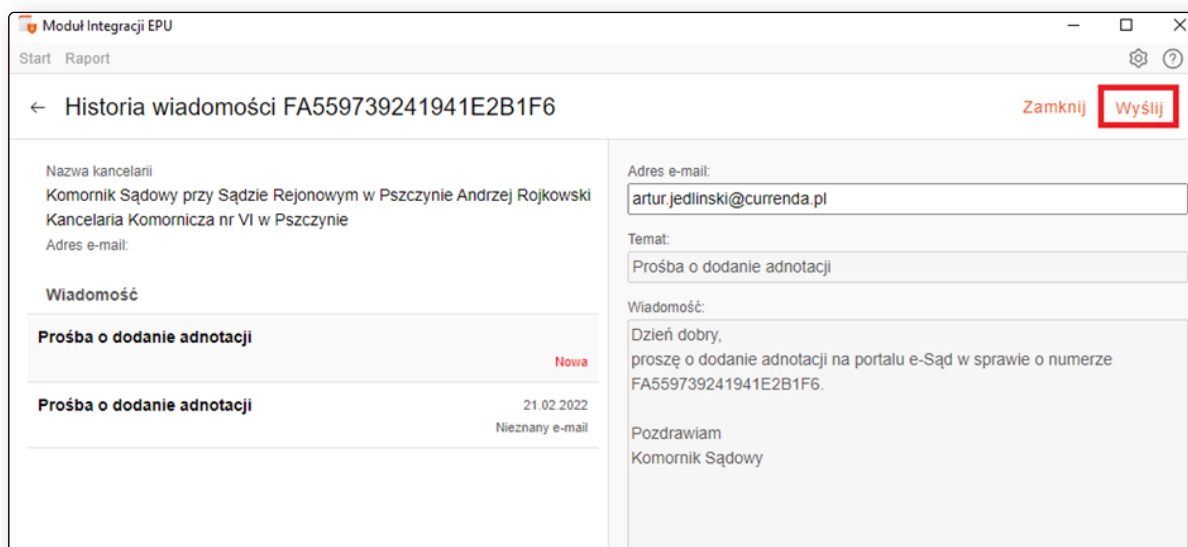 Moduł Integracji EPU
Start Raport
← Historia wiadomości FA559739241941E2B1F6
Zamknij Wyślij
Nazwa kancelarii
Komornik Sądowy przy Sądzie Rejonowym w Pszczynie Andrzej Rojkowski
Kancelaria Komornicza nr VI w Pszczynie
Adres e-mail:
Wiadomość
Prośba o dodanie adnotacji
Nowa
Prośba o dodanie adnotacji
21.02.2022
Nieznany e-mail
Adres e-mail:
artur.jedlinski@currenda.pl
Temat:
Prośba o dodanie adnotacji
Wiadomość:
Dzień dobry,
proszę o dodanie adnotacji na portalu e-Sąd w sprawie o numerze
FA559739241941E2B1F6.
Pozdrawiam
Komornik Sądowy